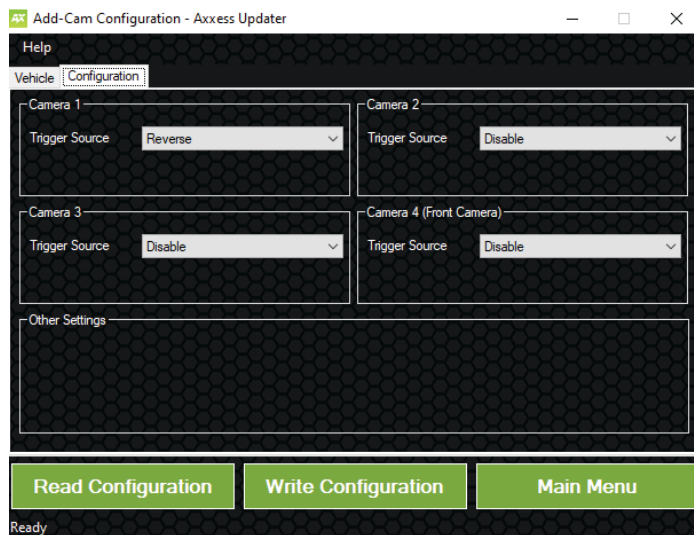 AX Add-Cam Configuration - Axxess Updater
Help
Vehicle Configuration
Camera 1
Trigger Source Reverse
Camera 2
Trigger Source Disable
Camera 3
Trigger Source Disable
Camera 4 (Front Camera)
Trigger Source Disable
Other Settings
Read Configuration Write Configuration Main Menu
Ready